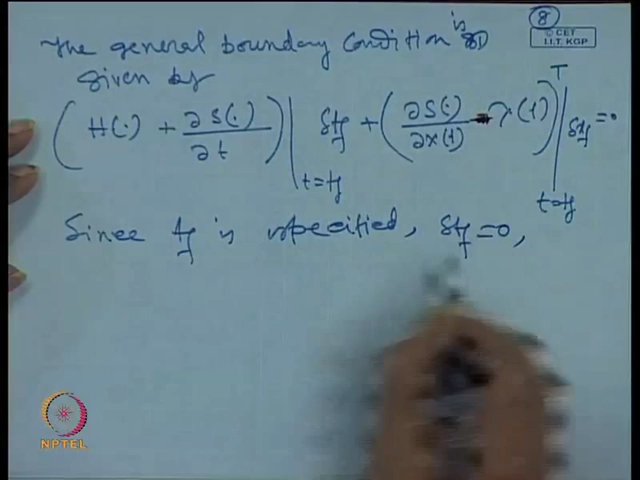 8
© CET
I.I.T. KGP
The general boundary condition is
given by
(H(·) + ∂S(·)/∂t)|t=tf δtf + (∂S(·)/∂x(t) - λ(t))ᵀ|t=tf δxf = 0
Since tf is specified, δtf = 0,
NPTEL